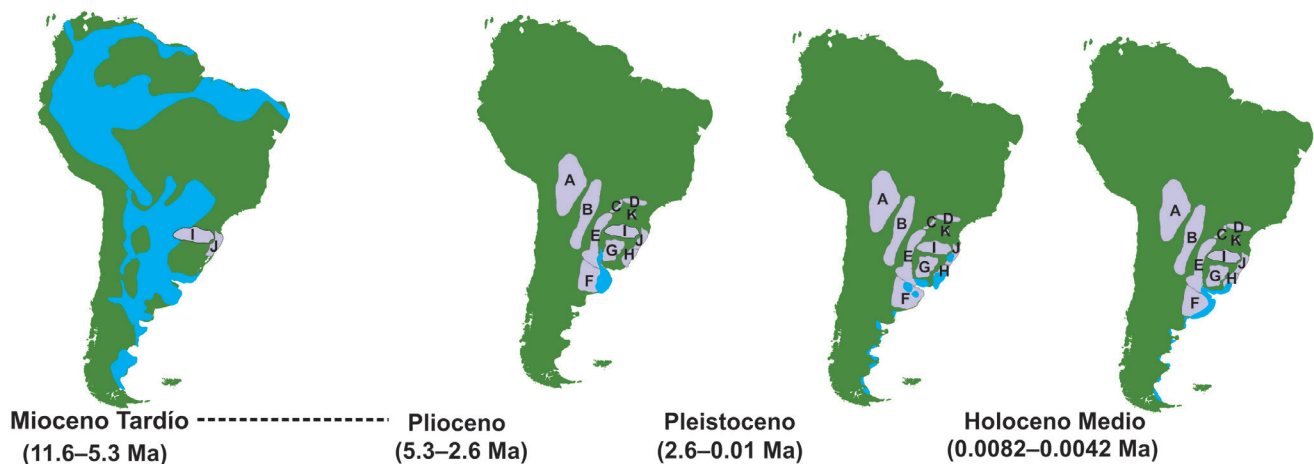 I
J
A
B
C
D
K
E
I
J
G
H
F
A
B
C
D
K
E
I
J
G
H
F
A
B
C
D
K
E
I
J
G
H
F
Mioceno Tardío
(11.6–5.3 Ma)
Plioceno
(5.3–2.6 Ma)
Pleistoceno
(2.6–0.01 Ma)
Holoceno Medio
(0.0082–0.0042 Ma)